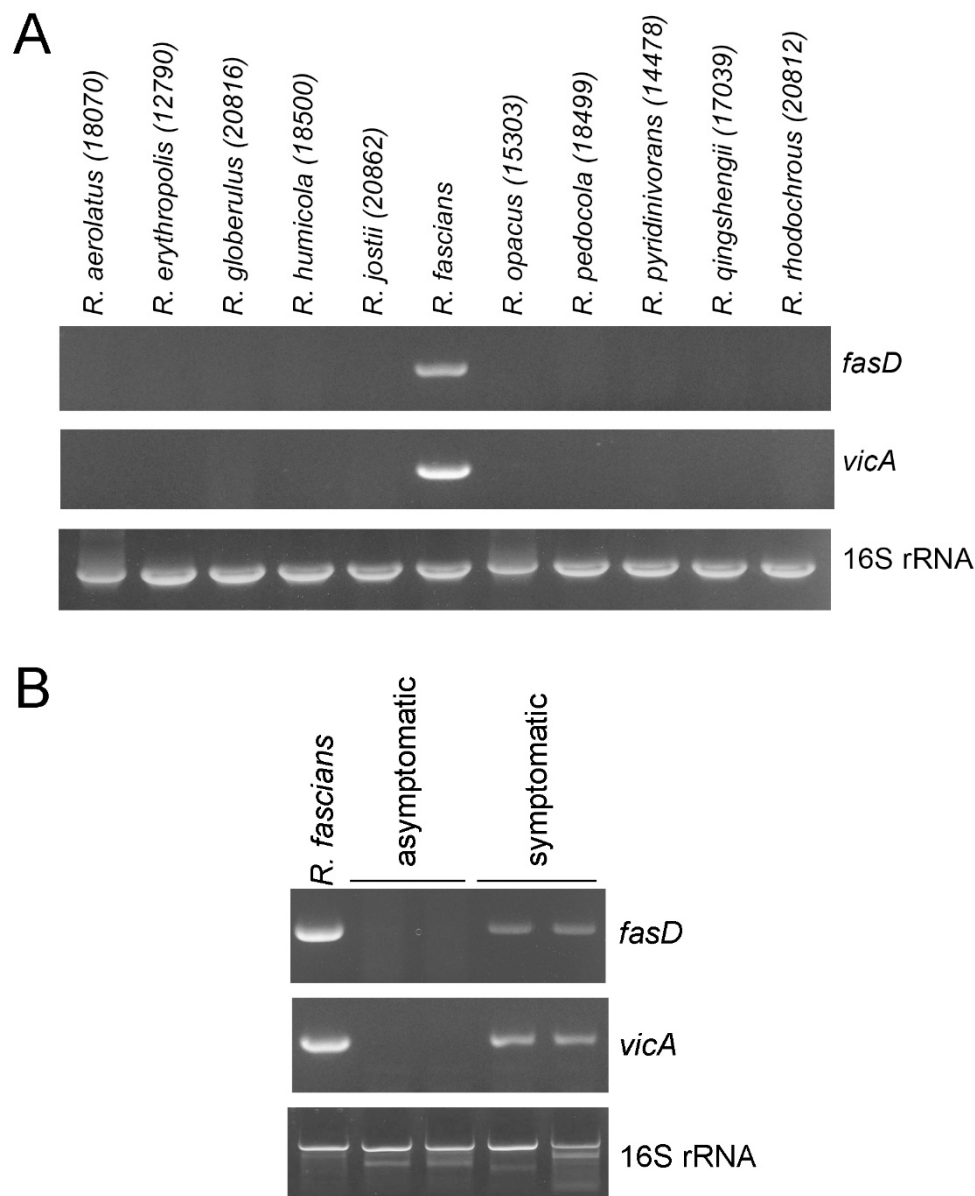 A
R. aerolatus (18070)
R. erythropolis (12790)
R. globerulus (20816)
R. humicola (18500)
R. jostii (20862)
R. fascians
R. opacus (15303)
R. pedocola (18499)
R. pyridinivorans (14478)
R. qingshengii (17039)
R. rhodochrous (20812)
fasD
vicA
16S rRNA
B
R. fascians
asymptomatic
symptomatic
fasD
vicA
16S rRNA